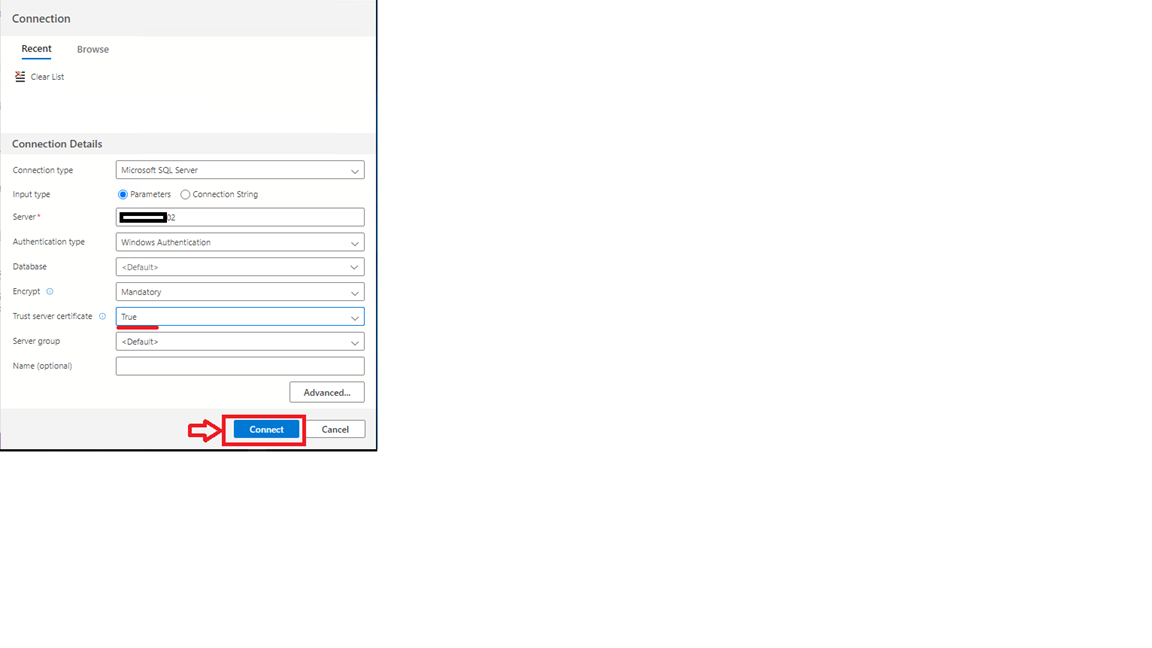 Connection
Recent Browse
Clear List
Connection Details
Connection type Microsoft SQL Server
Input type Parameters Connection String
Server* 02
Authentication type Windows Authentication
Database <Default>
Encrypt Mandatory
Trust server certificate True
Server group <Default>
Name (optional)
Advanced...
Connect Cancel